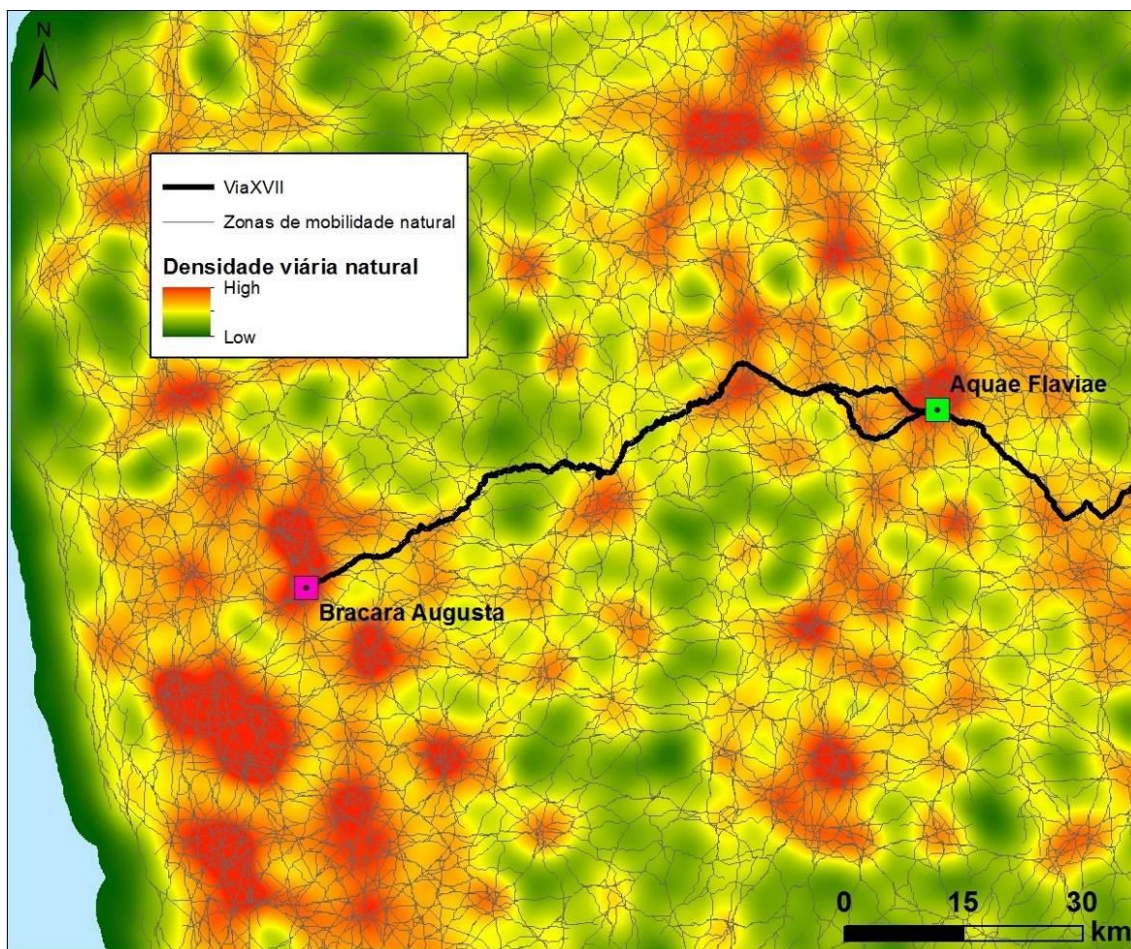 N
ViaXVII
Zonas de mobilidade natural
Densidade viária natural
High
Low
Aquae Flaviae
Bracara Augusta
0 15 30
km